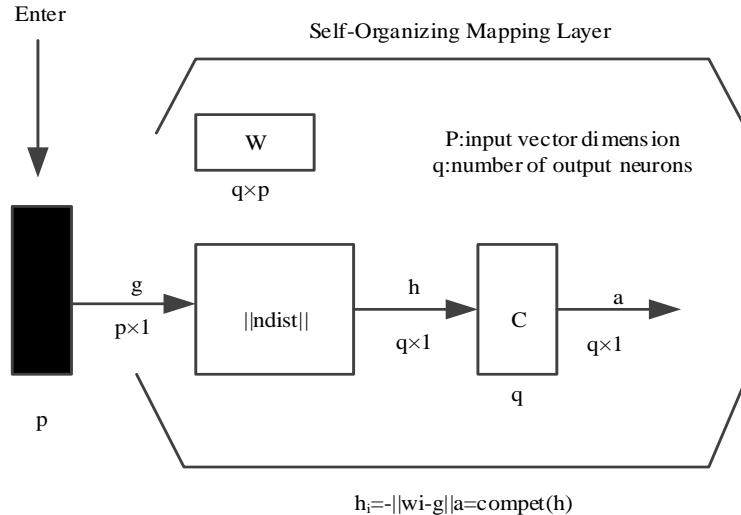 Enter
Self-Organizing Mapping Layer
W
q×p
P:input vector dimension
q:number of output neurons
g
p×1
||ndist||
h
q×1
C
q
a
q×1
p
hᵢ=-||wi-g||a=compet(h)